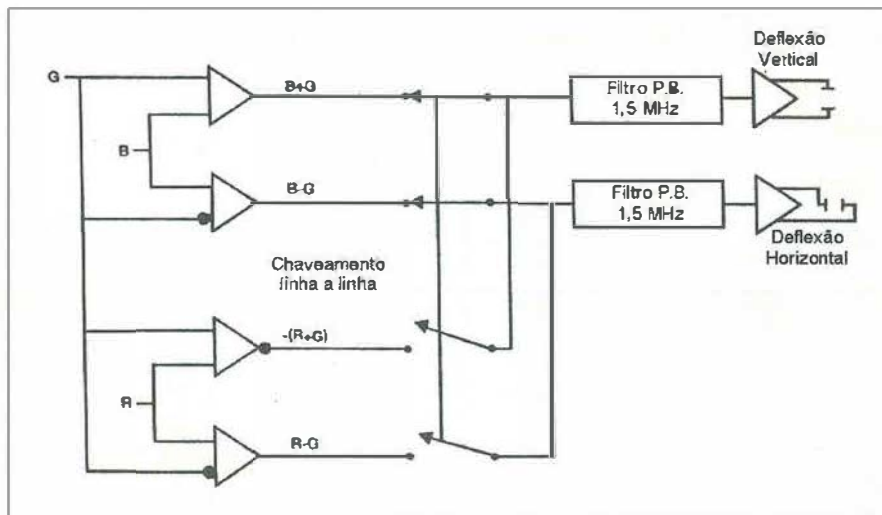 Deflexão
Vertical
G
B+G
Filtro P.B.
1,5 MHz
B
B-G
Filtro P.B.
1,5 MHz
Deflexão
Horizontal
Chaveamento
linha a linha
-(R+G)
R
R-G